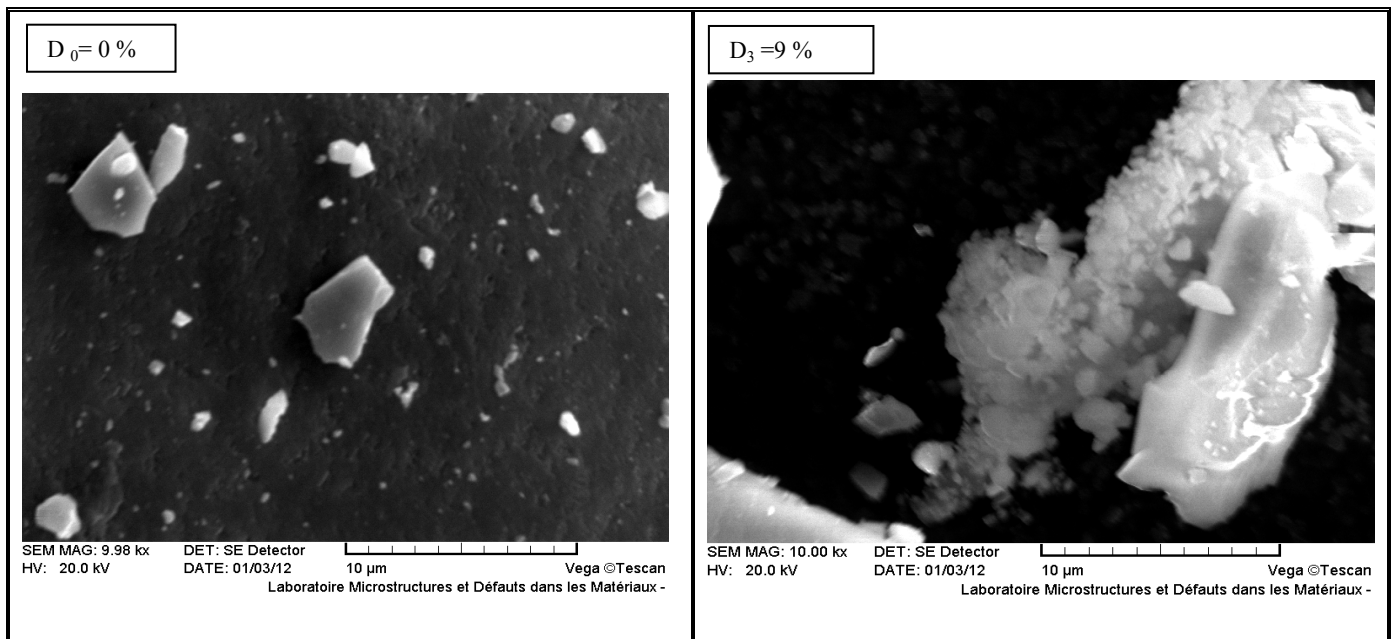 D ₀= 0 %
SEM MAG: 9.98 kx DET: SE Detector
HV: 20.0 kV DATE: 01/03/12 10 µm Vega ©Tescan
Laboratoire Microstructures et Défauts dans les Matériaux -
D₃ =9 %
SEM MAG: 10.00 kx DET: SE Detector
HV: 20.0 kV DATE: 01/03/12 10 µm Vega ©Tescan
Laboratoire Microstructures et Défauts dans les Matériaux -